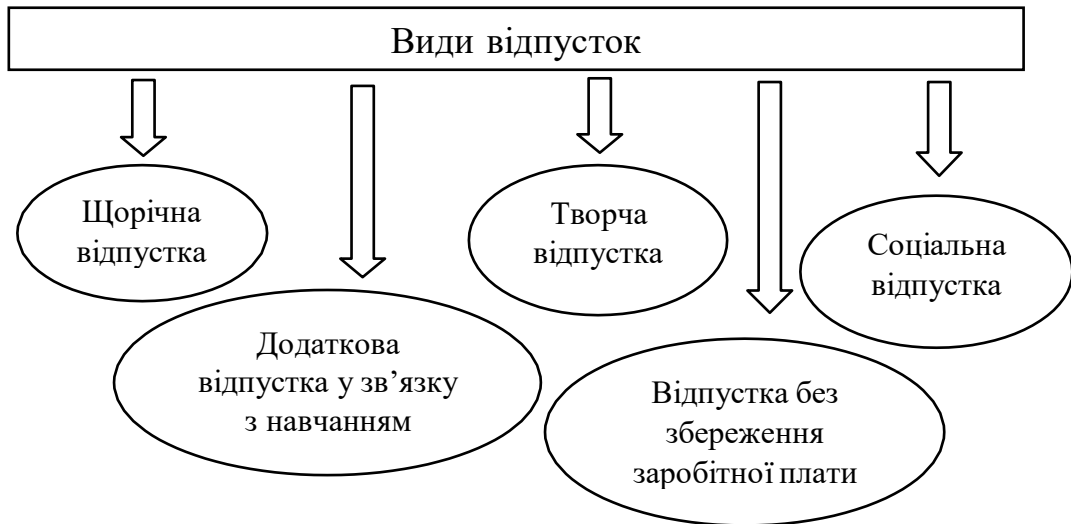 Види відпусток
Щорічна
відпустка
Додаткова
відпустка у зв’язку
з навчанням
Творча
відпустка
Відпустка без
збереження
заробітної плати
Соціальна
відпустка